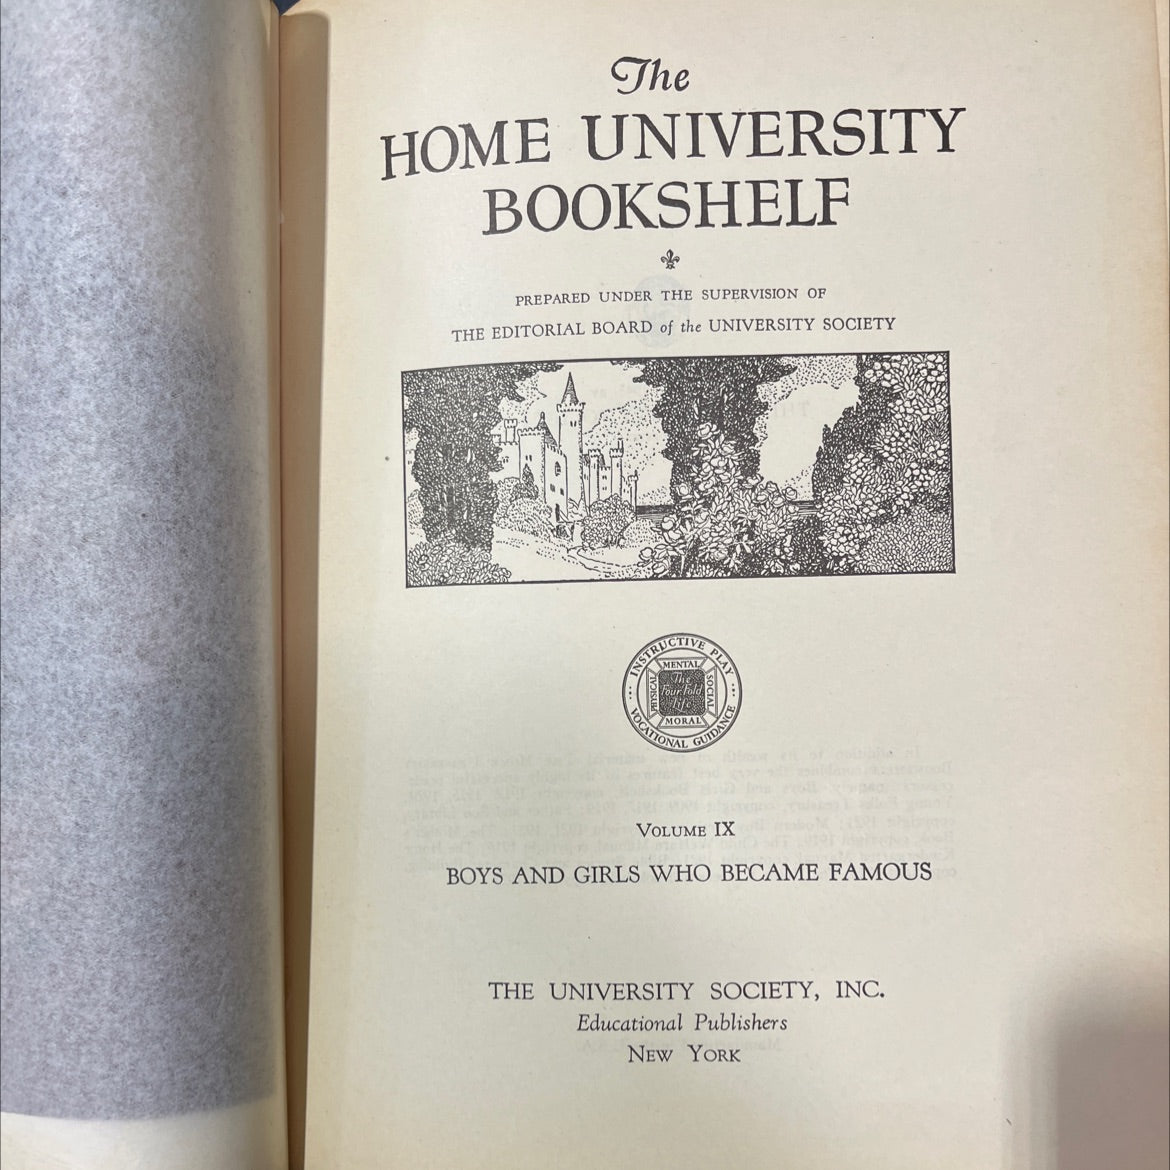 The
HOME UNIVERSITY
BOOKSHELF
PREPARED UNDER THE SUPERVISION OF
THE EDITORIAL BOARD of the UNIVERSITY SOCIETY
INSTRUCTIVE PLAY
MENTAL
PHYSICAL
The
Four Fold
Life
SOCIAL
MORAL
VOCATIONAL GUIDANCE
VOLUME IX
BOYS AND GIRLS WHO BECAME FAMOUS
THE UNIVERSITY SOCIETY, INC.
Educational Publishers
NEW YORK